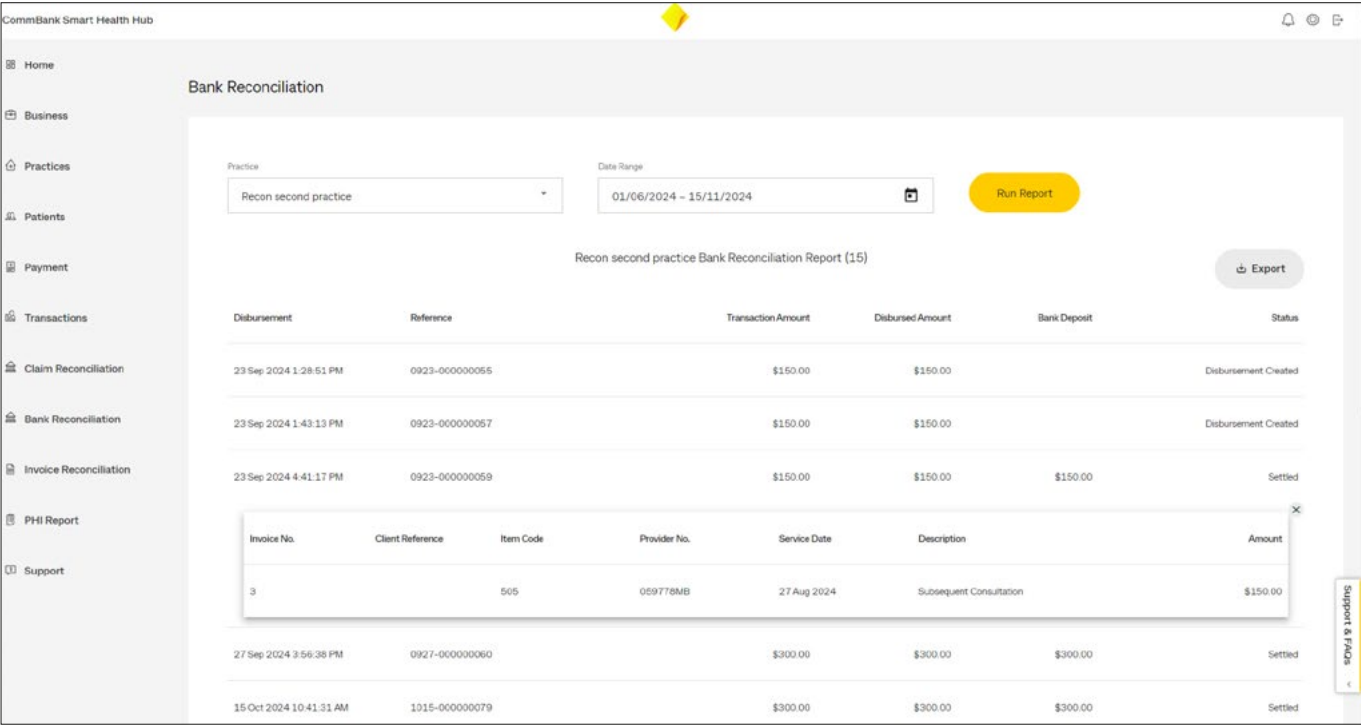 CommBank Smart Health Hub
Home
Business
Practices
Patients
Payment
Transactions
Claim Reconciliation
Bank Reconciliation
Invoice Reconciliation
PHI Report
Support
Bank Reconciliation
Practice
Recon second practice
Date Range
01/06/2024 – 15/11/2024
Run Report
Recon second practice Bank Reconciliation Report (15)
Export
Disbursement Reference Transaction Amount Disbursed Amount Bank Deposit Status
23 Sep 2024 1:28:51 PM 0923-000000055 $150.00 $150.00 Disbursement Created
23 Sep 2024 1:43:13 PM 0923-000000057 $150.00 $150.00 Disbursement Created
23 Sep 2024 4:41:17 PM 0923-000000059 $150.00 $150.00 $150.00 Settled
Invoice No. Client Reference Item Code Provider No. Service Date Description Amount
3 505 059778MB 27 Aug 2024 Subsequent Consultation $150.00
27 Sep 2024 3:56:38 PM 0927-000000060 $300.00 $300.00 $300.00 Settled
15 Oct 2024 10:41:31 AM 1015-000000079 $300.00 $300.00 $300.00 Settled
Support & FAQs